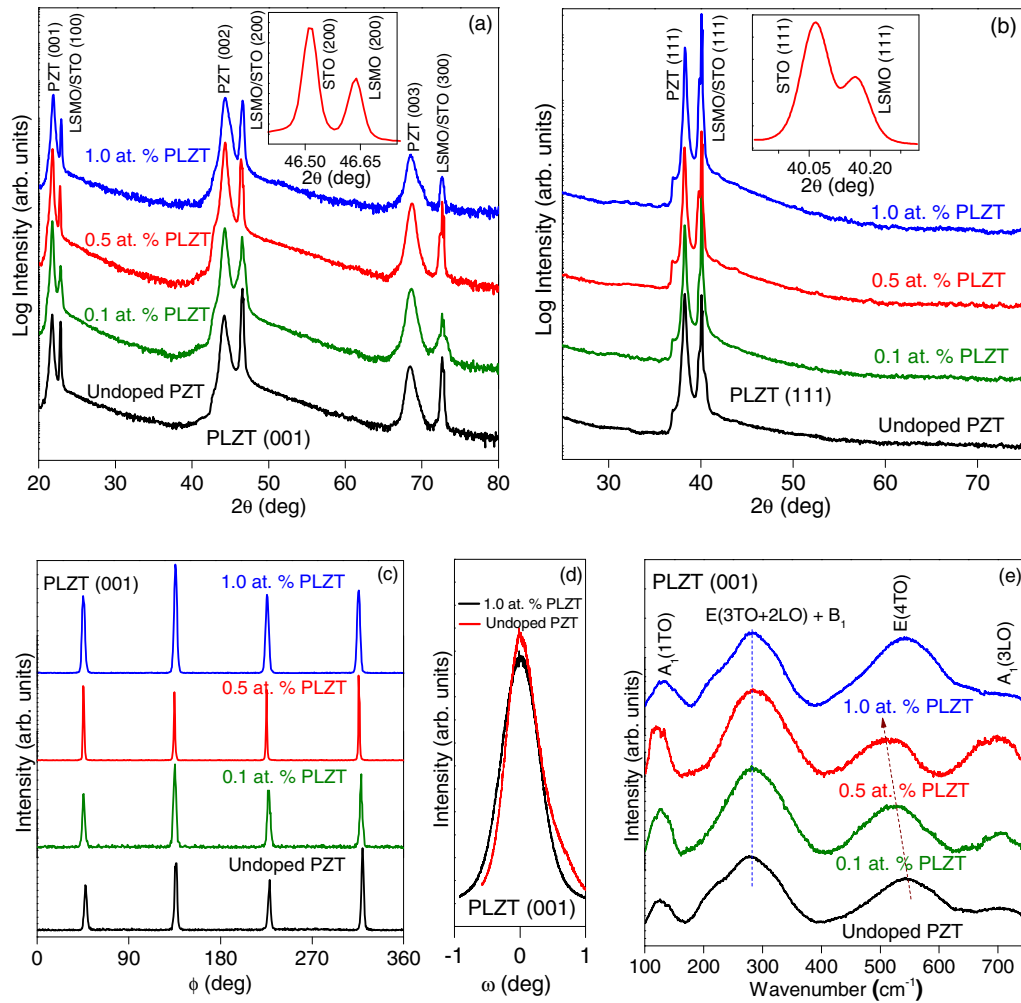 (a)
PZT (001)
LSMO/STO (100)
PZT (002)
LSMO/STO (200)
STO (200)
LSMO (200)
46.50 46.65
2θ (deg)
PZT (003)
LSMO/STO (300)
1.0 at. % PLZT
0.5 at. % PLZT
0.1 at. % PLZT
Undoped PZT
PLZT (001)
Log Intensity (arb. units)
20 30 40 50 60 70 80
2θ (deg)
(b)
PZT (111)
LSMO/STO (111)
STO (111)
LSMO (111)
40.05 40.20
2θ (deg)
1.0 at. % PLZT
0.5 at. % PLZT
0.1 at. % PLZT
PLZT (111)
Undoped PZT
Log Intensity (arb. units)
30 40 50 60 70
2θ (deg)
(c)
PLZT (001)
1.0 at. % PLZT
0.5 at. % PLZT
0.1 at. % PLZT
Undoped PZT
Intensity (arb. units)
0 90 180 270 360
ϕ (deg)
(d)
1.0 at. % PLZT
Undoped PZT
PLZT (001)
Intensity (arb. units)
-1 0 1
ω (deg)
(e)
PLZT (001)
A₁(1TO)
E(3TO+2LO) + B₁
E(4TO)
A₁(3LO)
1.0 at. % PLZT
0.5 at. % PLZT
0.1 at. % PLZT
Undoped PZT
Intensity (arb. units)
100 200 300 400 500 600 700
Wavenumber (cm⁻¹)